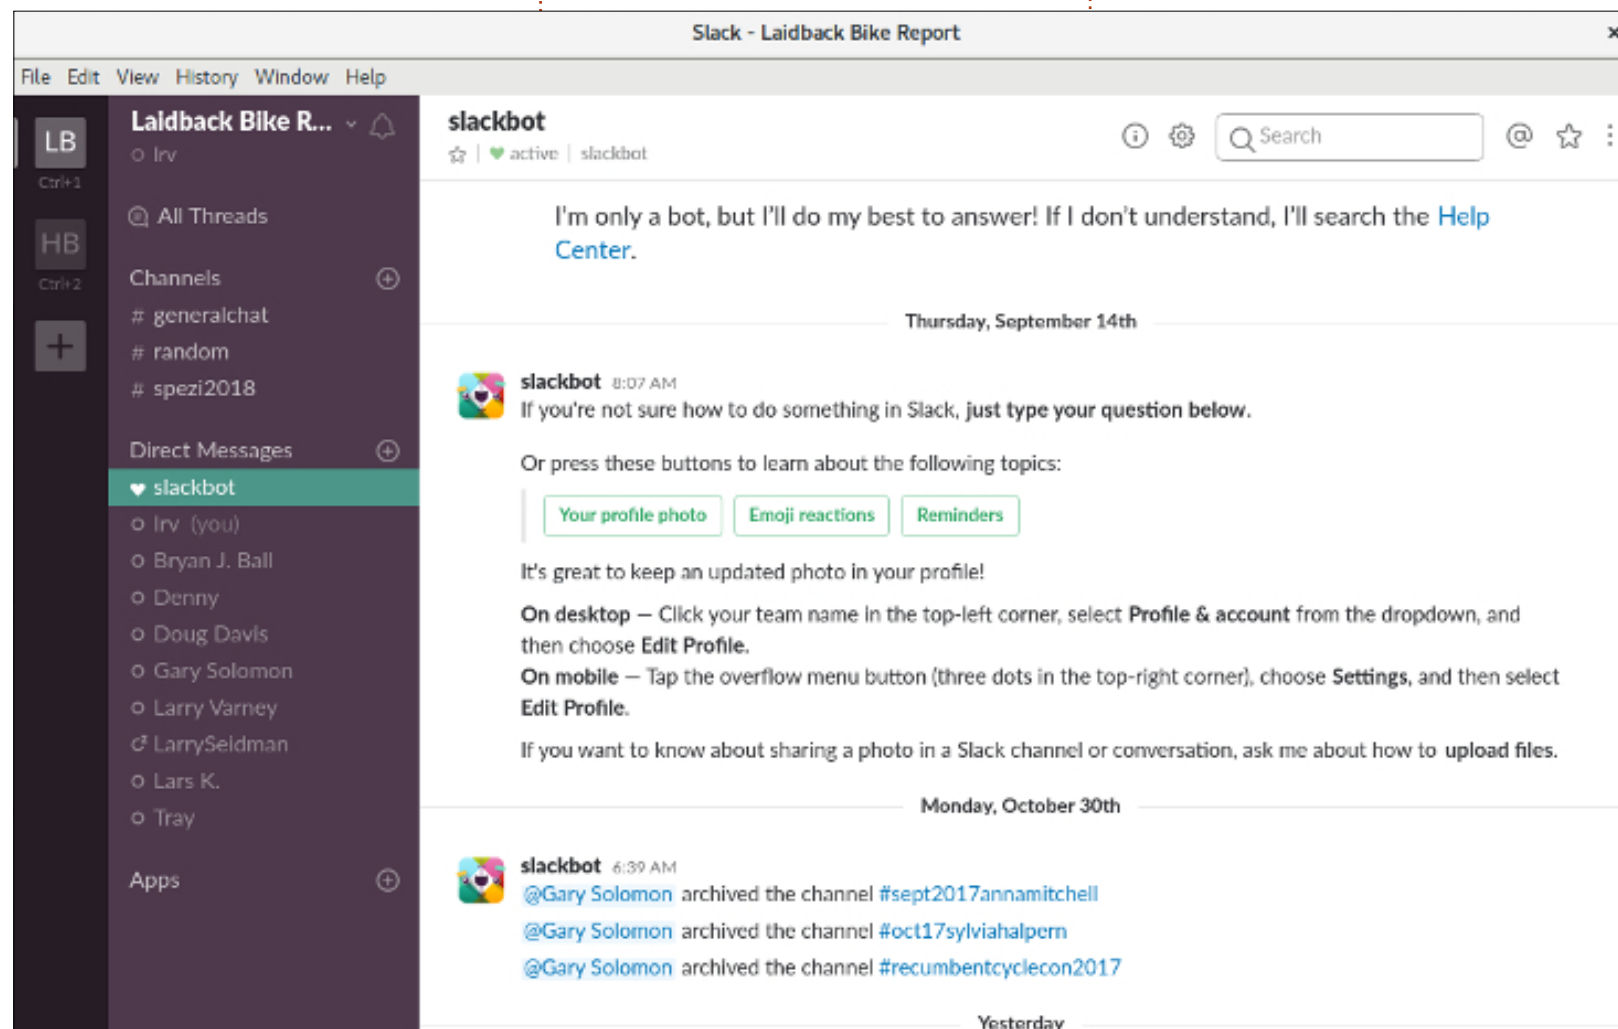 Slack - Laidback Bike Report
File Edit View History Window Help
LB
Ctrl+1
HB
Ctrl+2
Laidback Bike R...
Irv
All Threads
Channels
# generalchat
# random
# spezi2018
Direct Messages
slackbot
Irv (you)
Bryan J. Ball
Denny
Doug Davis
Gary Solomon
Larry Varney
LarrySeidman
Lars K.
Tray
Apps
slackbot
active | slackbot
Search
I'm only a bot, but I'll do my best to answer! If I don't understand, I'll search the Help
Center.
Thursday, September 14th
slackbot 8:07 AM
If you're not sure how to do something in Slack, just type your question below.
Or press these buttons to learn about the following topics:
Your profile photo Emoji reactions Reminders
It's great to keep an updated photo in your profile!
On desktop — Click your team name in the top-left corner, select Profile & account from the dropdown, and
then choose Edit Profile.
On mobile — Tap the overflow menu button (three dots in the top-right corner), choose Settings, and then select
Edit Profile.
If you want to know about sharing a photo in a Slack channel or conversation, ask me about how to upload files.
Monday, October 30th
slackbot 6:39 AM
@Gary Solomon archived the channel #sept2017annamitchell
@Gary Solomon archived the channel #oct17sylviahalpern
@Gary Solomon archived the channel #recumbentcyclecon2017
Yesterday